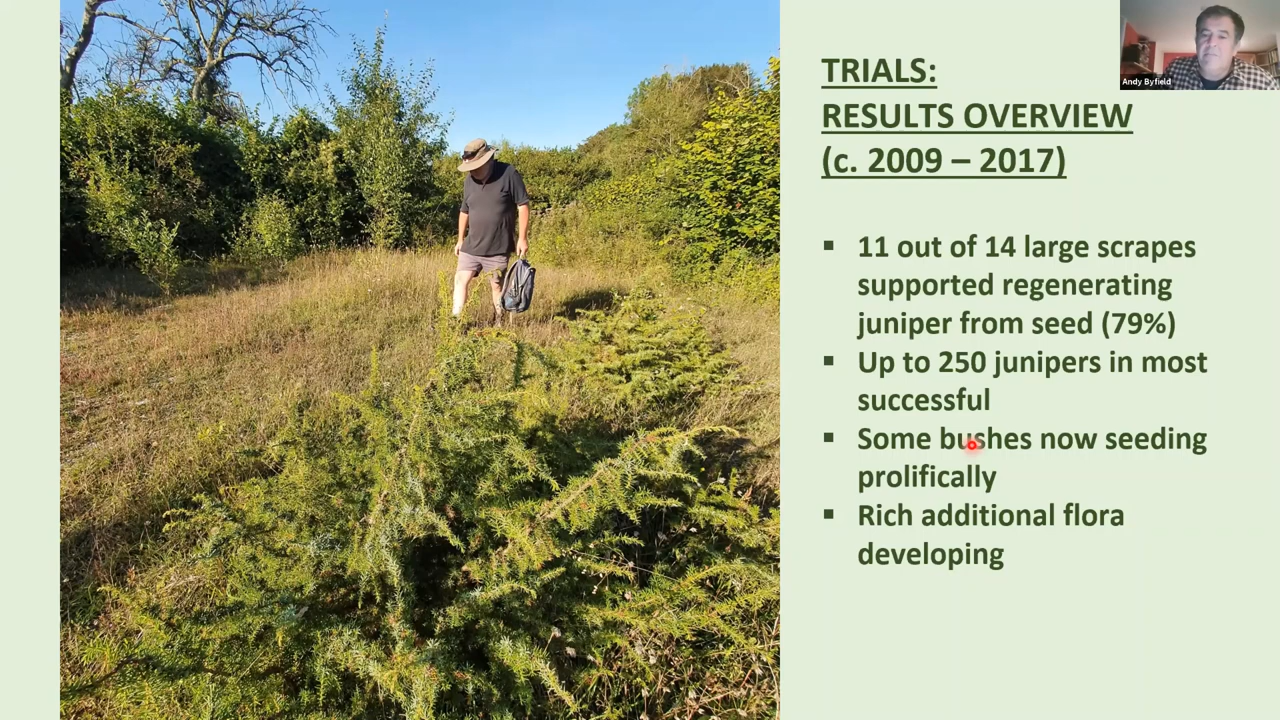 Andy Byfield
TRIALS:
RESULTS OVERVIEW
(c. 2009 – 2017)
▪ 11 out of 14 large scrapes
supported regenerating
juniper from seed (79%)
▪ Up to 250 junipers in most
successful
▪ Some bushes now seeding
prolifically
▪ Rich additional flora
developing